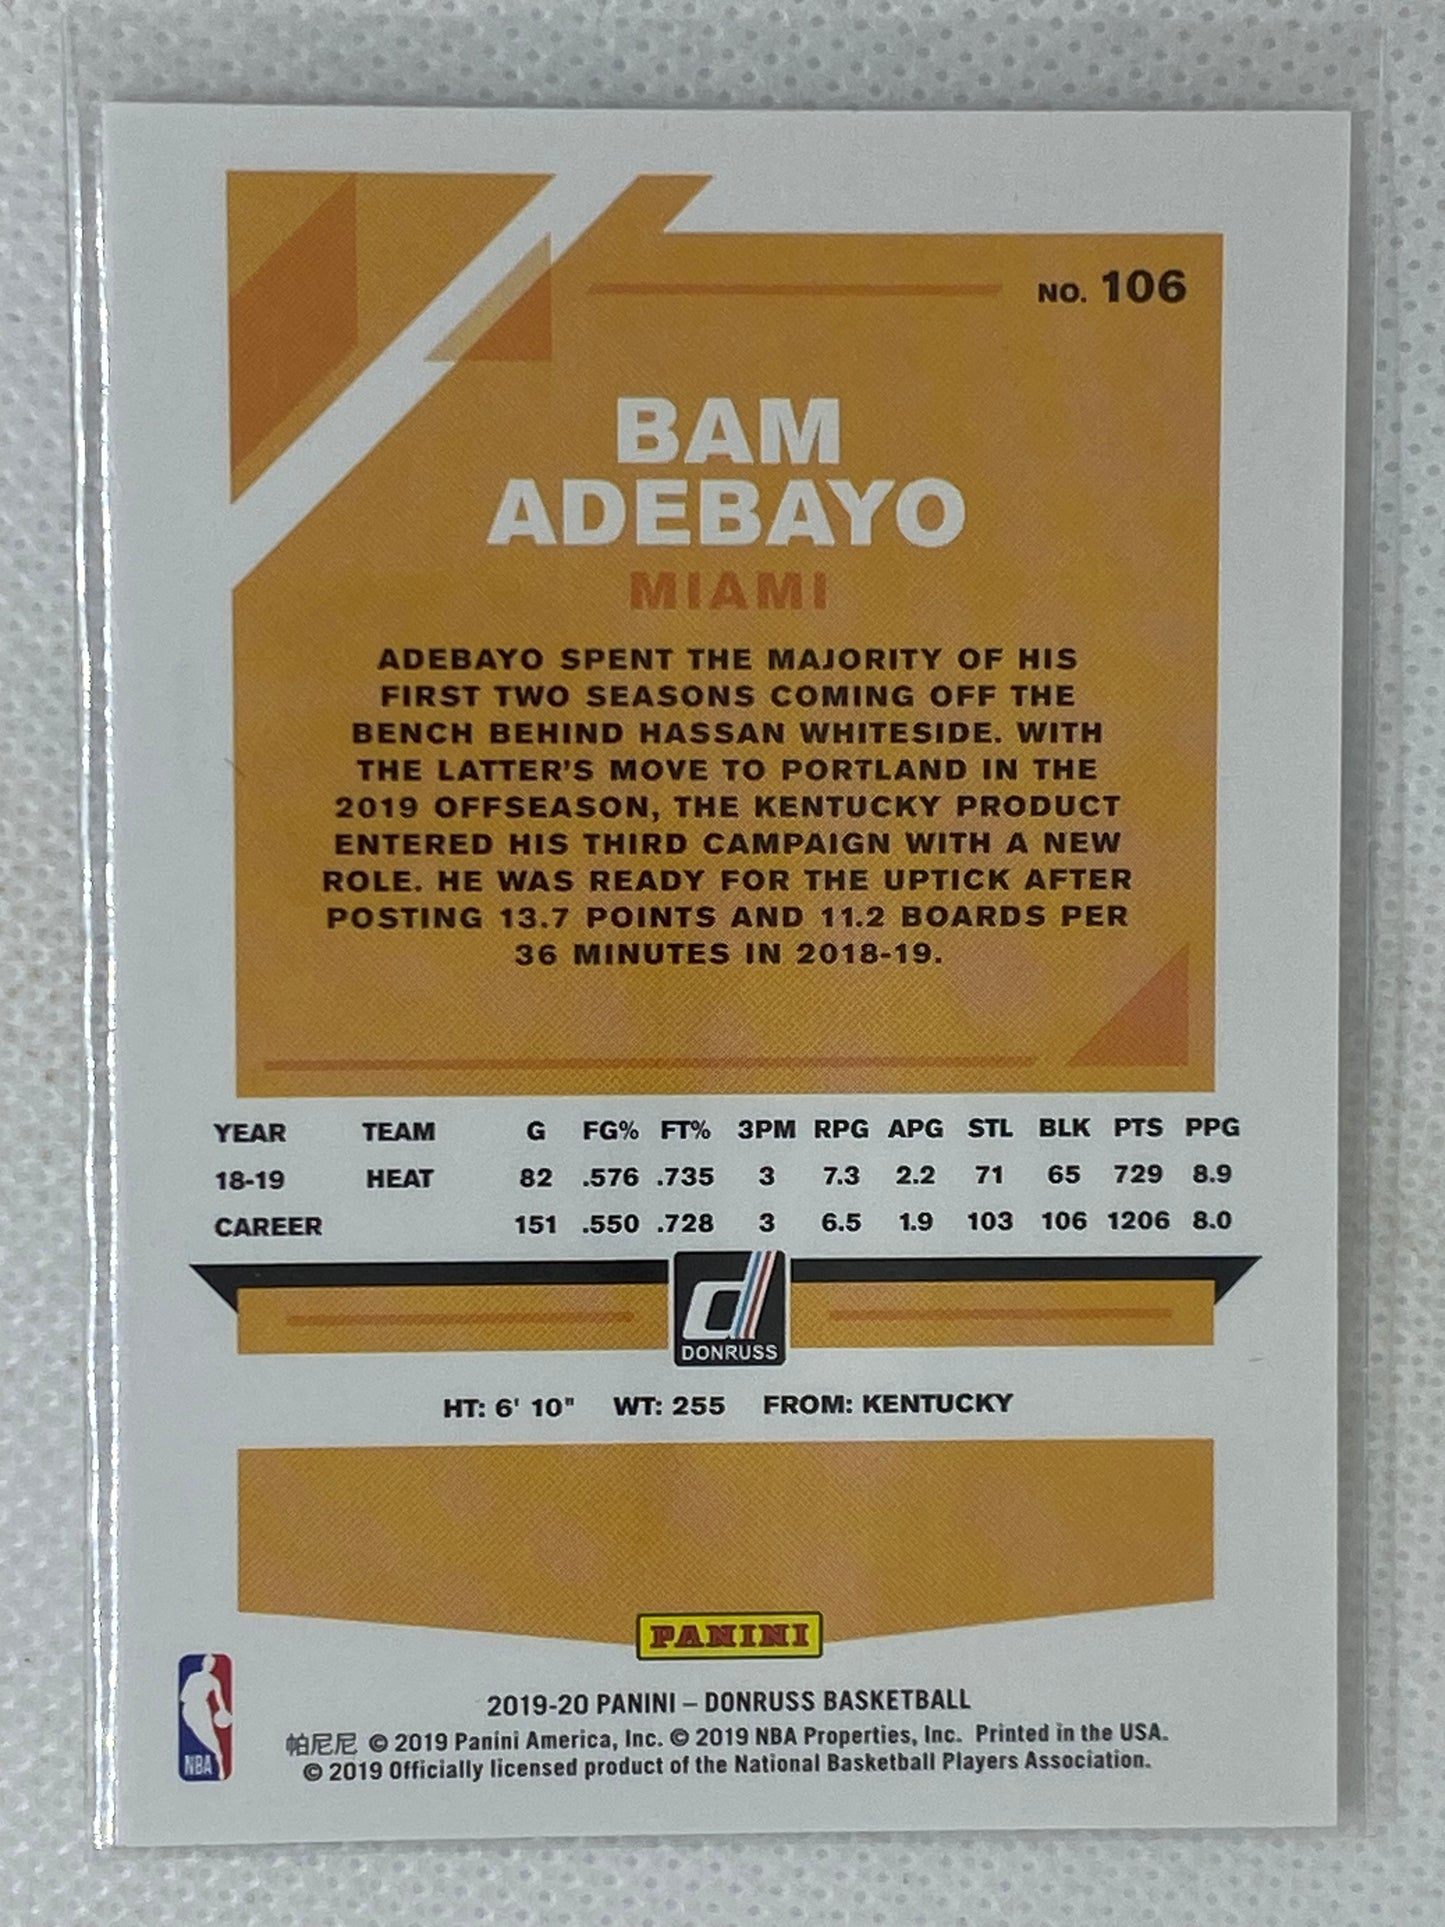 NO. 106
BAM
ADEBAYO
MIAMI
ADEBAYO SPENT THE MAJORITY OF HIS
FIRST TWO SEASONS COMING OFF THE
BENCH BEHIND HASSAN WHITESIDE. WITH
THE LATTER'S MOVE TO PORTLAND IN THE
2019 OFFSEASON, THE KENTUCKY PRODUCT
ENTERED HIS THIRD CAMPAIGN WITH A NEW
ROLE. HE WAS READY FOR THE UPTICK AFTER
POSTING 13.7 POINTS AND 11.2 BOARDS PER
36 MINUTES IN 2018-19.
YEAR TEAM G FG% FT% 3PM RPG APG STL BLK PTS PPG
18-19 HEAT 82 .576 .735 3 7.3 2.2 71 65 729 8.9
CAREER 151 .550 .728 3 6.5 1.9 103 106 1206 8.0
d
DONRUSS
HT: 6' 10" WT: 255 FROM: KENTUCKY
PANINI
2019-20 PANINI – DONRUSS BASKETBALL
帕尼尼 © 2019 Panini America, Inc. © 2019 NBA Properties, Inc. Printed in the USA.
© 2019 Officially licensed product of the National Basketball Players Association.
NBA